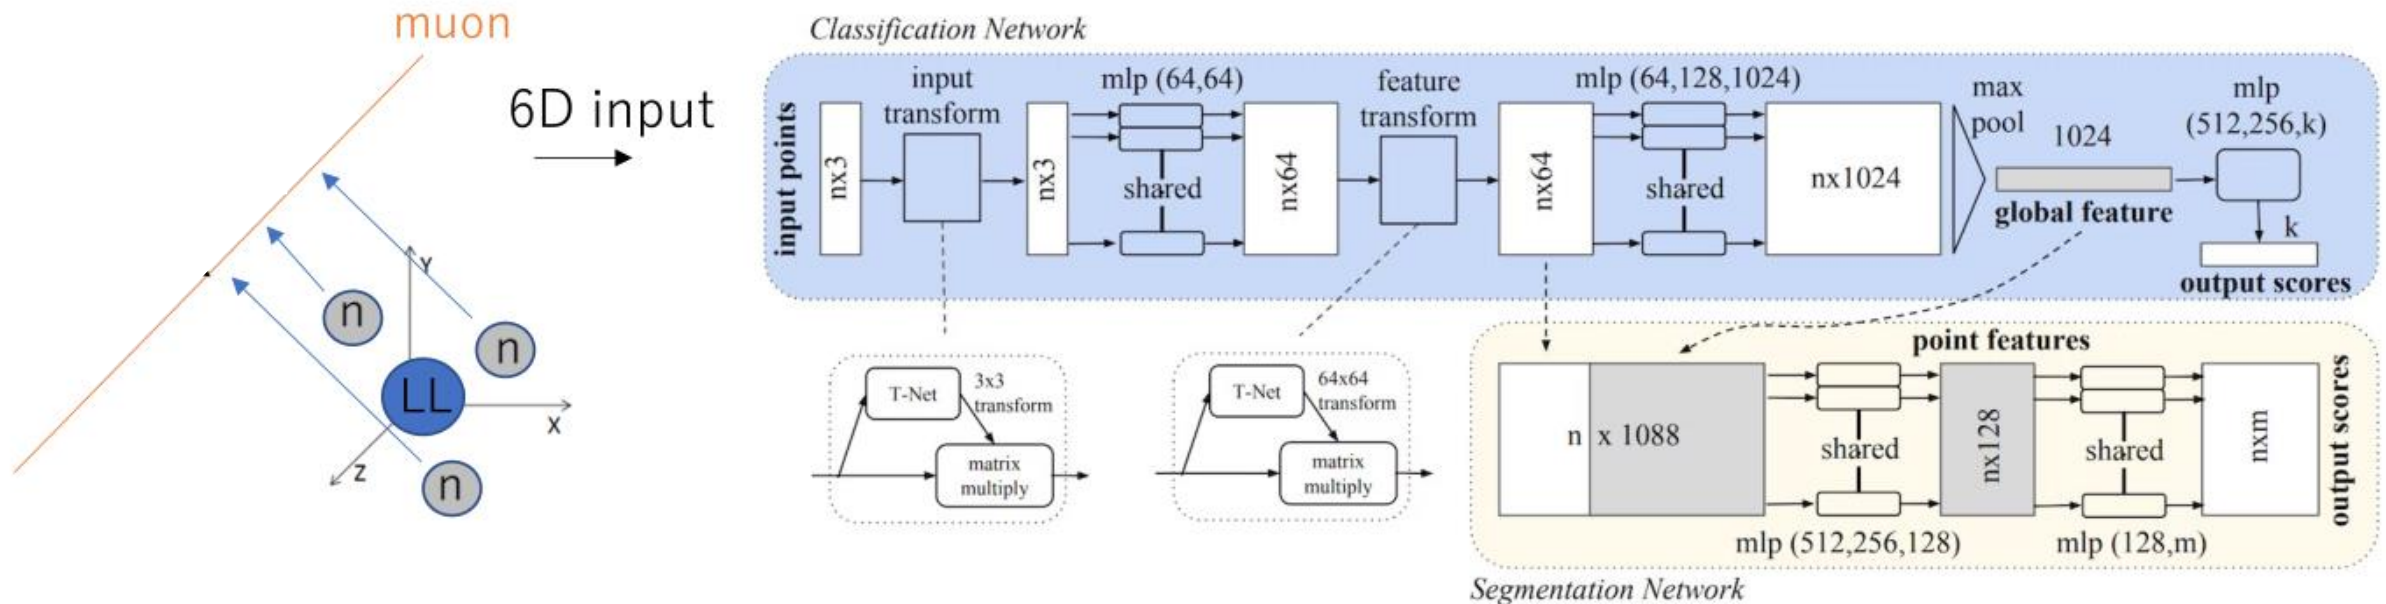 muon
6D input
n
n
n
LL
Y
X
Z
Classification Network
input points
nx3
input
transform
nx3
mlp (64,64)
shared
nx64
feature
transform
nx64
mlp (64,128,1024)
shared
nx1024
max
pool
1024
global feature
mlp
(512,256,k)
k
output scores
T-Net
3x3
transform
matrix
multiply
T-Net
64x64
transform
matrix
multiply
point features
n x 1088
shared
mlp (512,256,128)
nx128
shared
mlp (128,m)
nxm
output scores
Segmentation Network